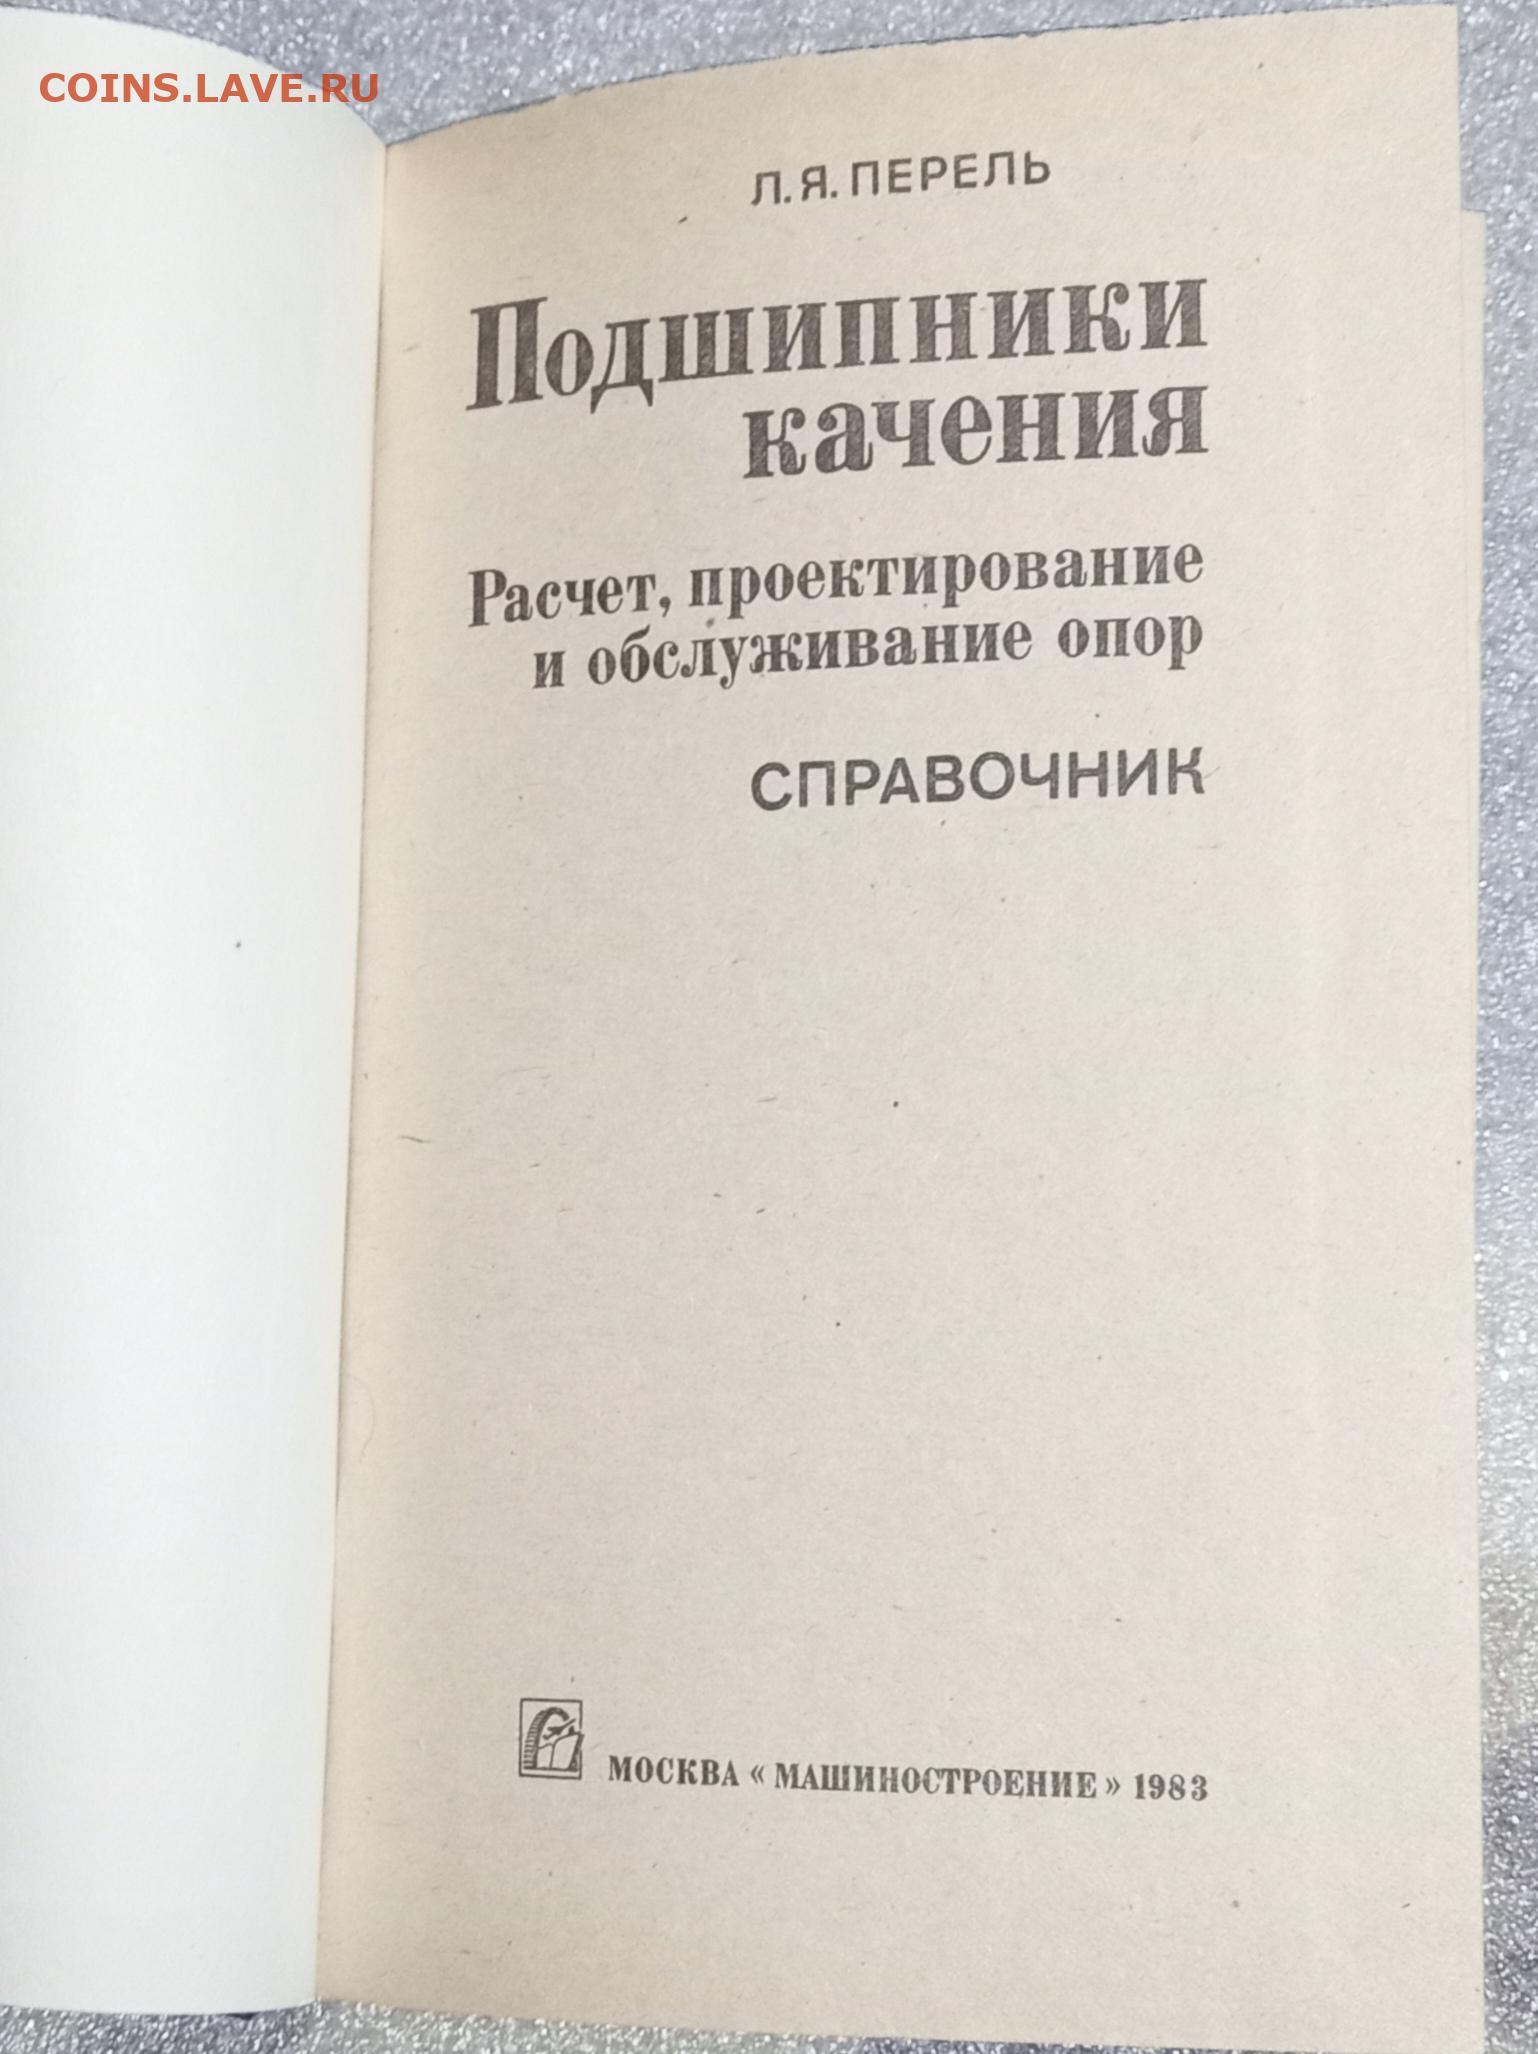 COINS.LAVE.RU
Л.Я.ПЕРЕЛЬ
Подшипники
качения
Расчет, проектирование
и обслуживание опор
СПРАВОЧНИК
МОСКВА «МАШИНОСТРОЕНИЕ» 1983